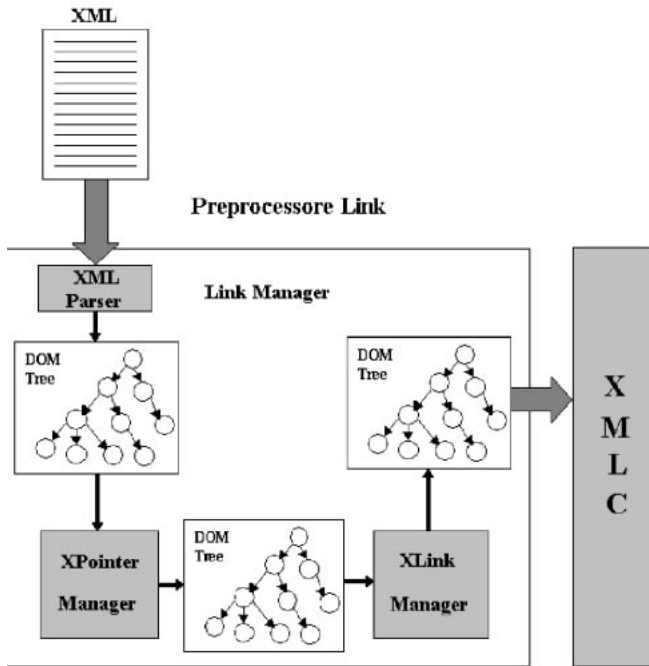 XML
Preprocessore Link
XML
Parser
Link Manager
DOM
Tree
DOM
Tree
X
M
L
C
XPointer
Manager
DOM
Tree
XLink
Manager